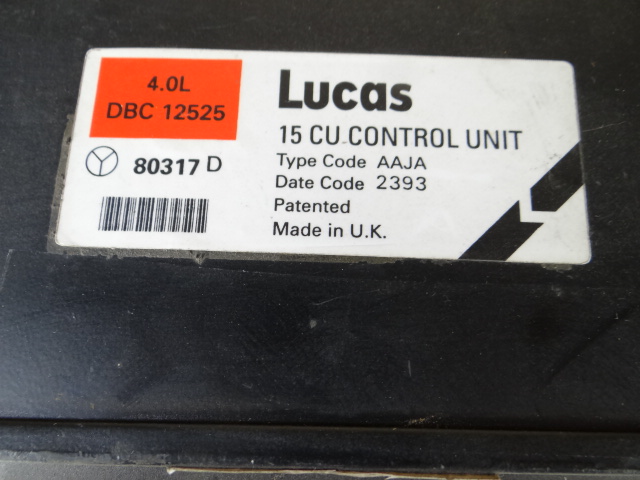 4.0L
DBC 12525
80317 D
Lucas
15 CU CONTROL UNIT
Type Code AAJA
Date Code 2393
Patented
Made in U.K.